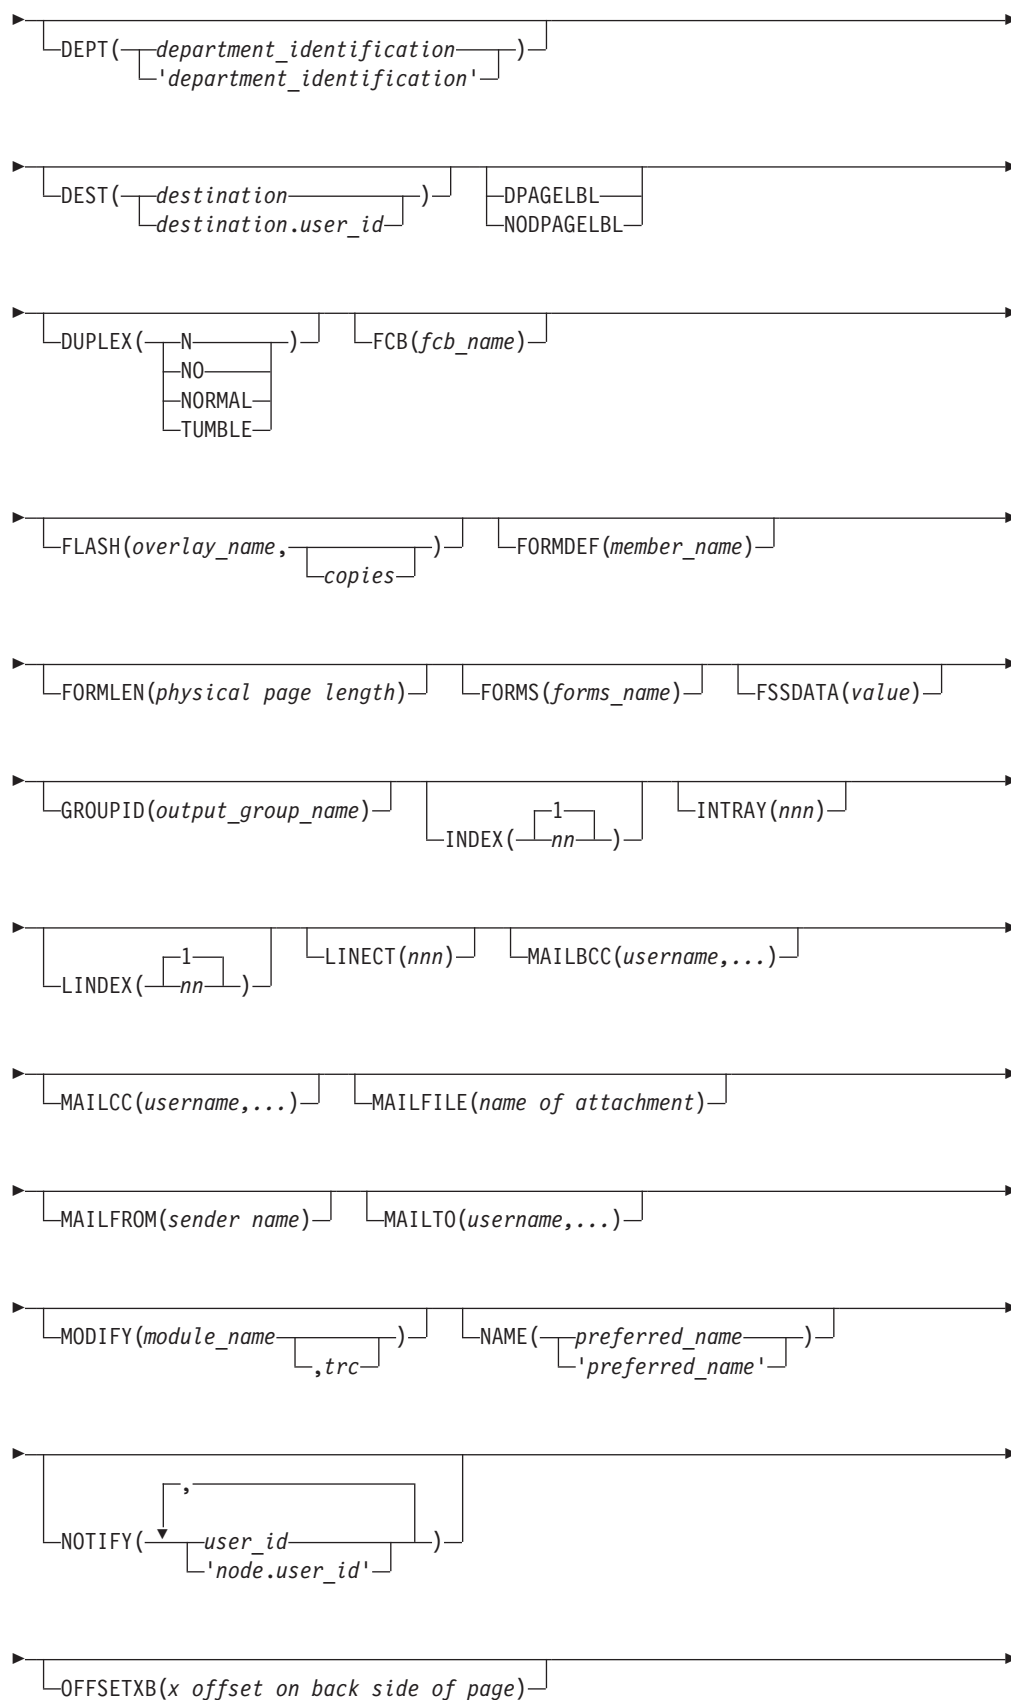 DEPT( department_identification )
'department_identification'
DEST( destination ) DPAGELBL
destination.user_id NODPAGELBL
DUPLEX( N ) FCB(fcb_name)
NO
NORMAL
TUMBLE
FLASH(overlay_name, ) FORMDEF(member_name)
copies
FORMLEN(physical page length) FORMS(forms_name) FSSDATA(value)
GROUPID(output_group_name) 1 INTRAY(nnn)
INDEX( nn )
1 LINECT(nnn) MAILBCC(username,...)
LINDEX( nn )
MAILCC(username,...) MAILFILE(name of attachment)
MAILFROM(sender name) MAILTO(username,...)
MODIFY(module_name ) NAME( preferred_name )
,trc 'preferred_name'
,
NOTIFY( user_id )
'node.user_id'
OFFSETXB(x offset on back side of page)